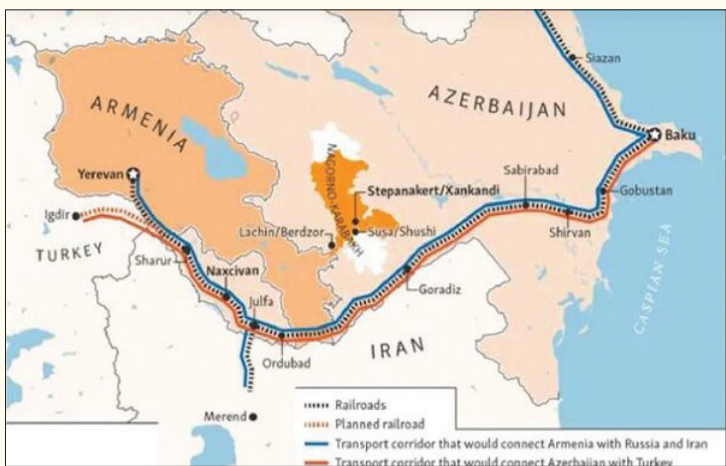 Siazan
ARMENIA
AZERBAIJAN
Baku
Yerevan
NAGORNO-KARABAKH
Stepanakert/Xankandi
Sabirabad
Gobustan
Igdir
Lachin/Berdzor
Susa/Shushi
TURKEY
Sharur
Shirvan
Naxcivan
Goradiz
CASPIAN SEA
Julfa
Ordubad
IRAN
Merend
Railroads
Planned railroad
Transport corridor that would connect Armenia with Russia and Iran
Transport corridor that would connect Azerbaijan with Turkey